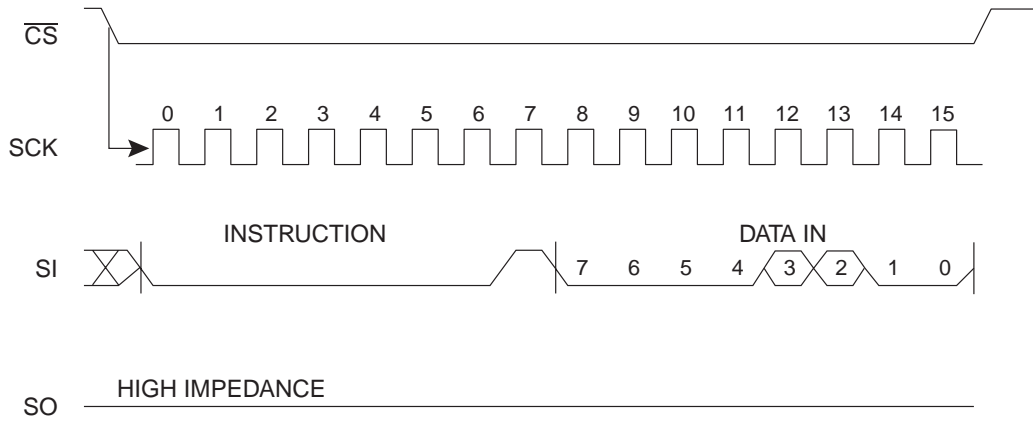 CS
0 1 2 3 4 5 6 7 8 9 10 11 12 13 14 15
SCK
INSTRUCTION DATA IN
SI 7 6 5 4 3 2 1 0
HIGH IMPEDANCE
SO